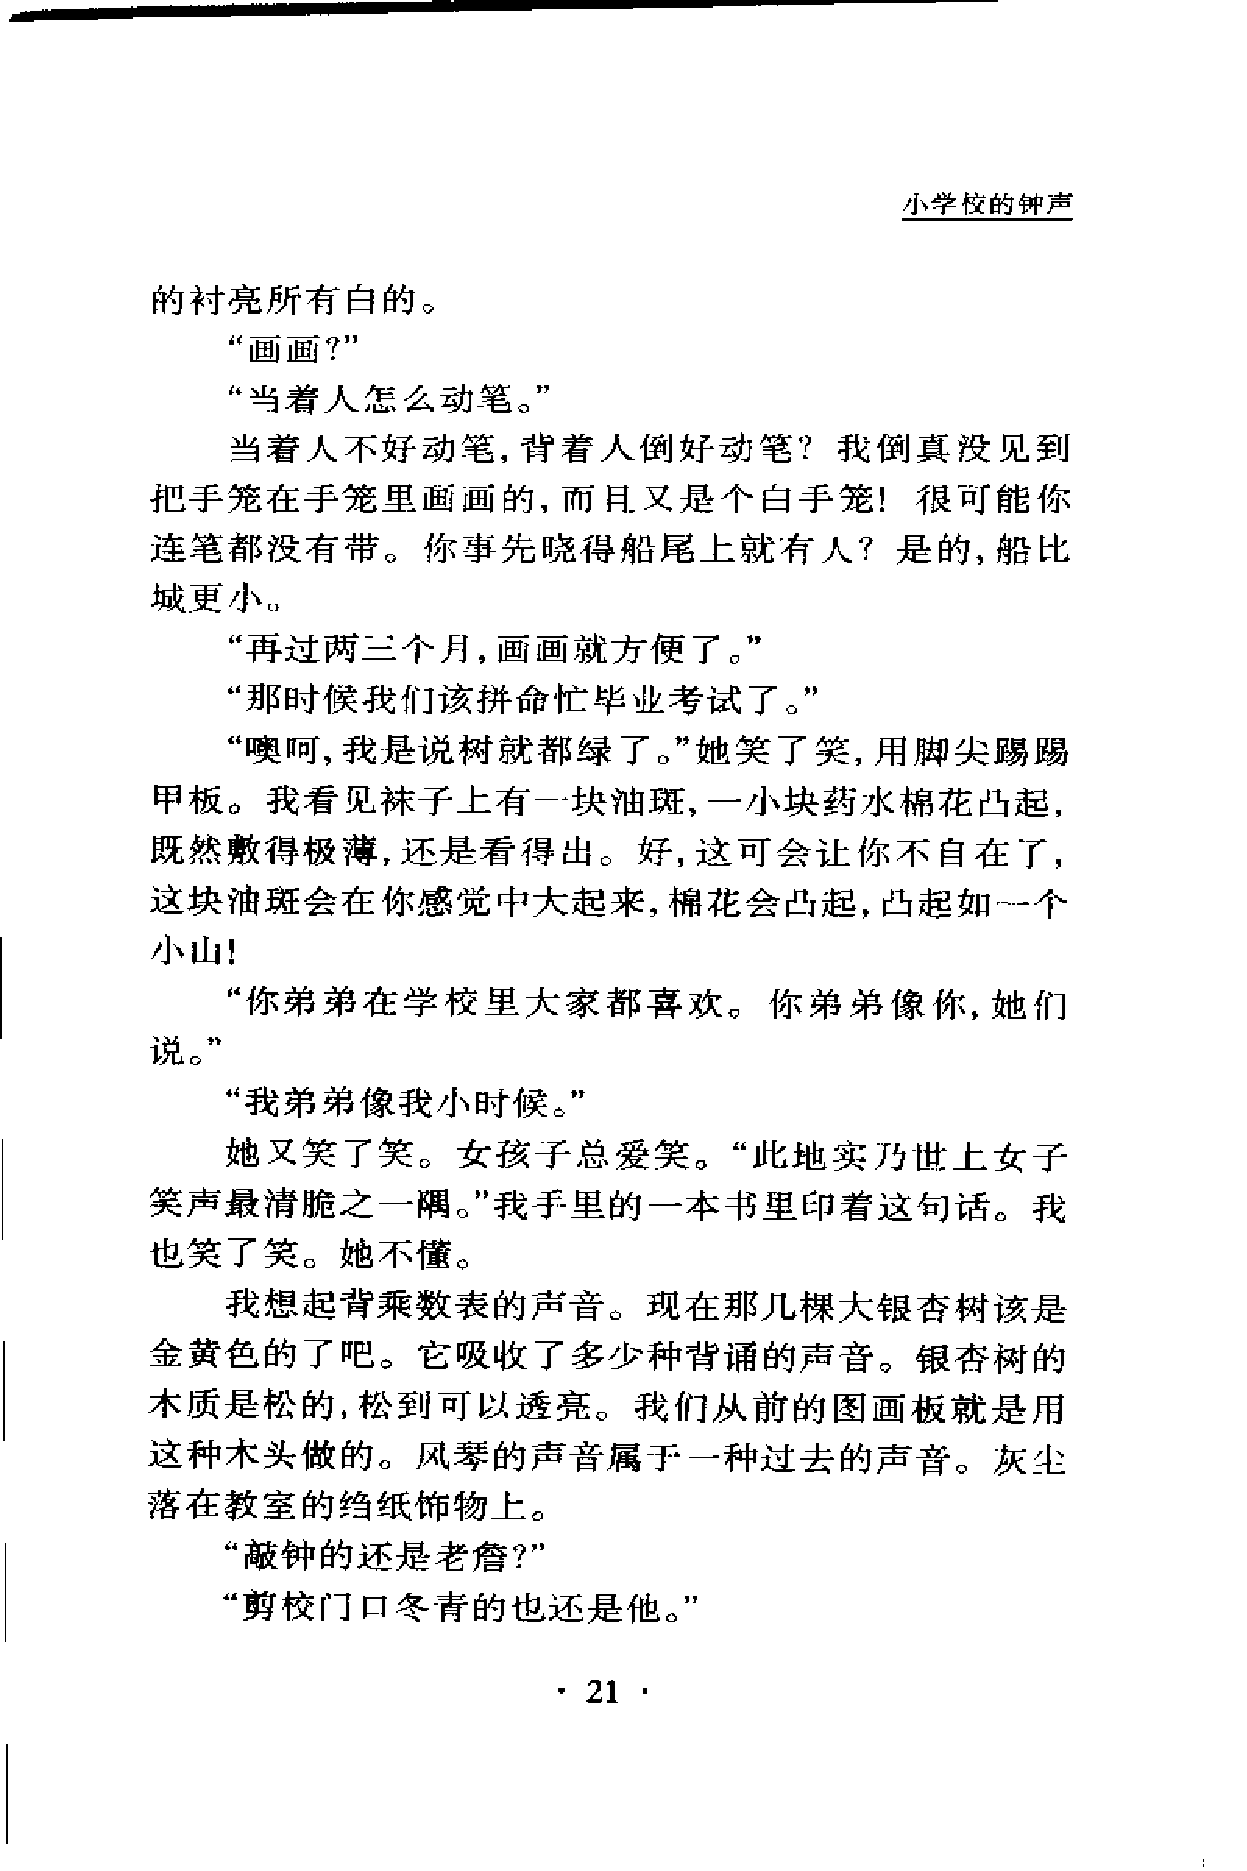 小学校的钟声
的衬亮所有白的。
“画画?”
“当着人怎么动笔。”
当着人不好动笔,背着人倒好动笔? 我倒真没见到
把手笼在手笼里画画的,而且又是个白手笼! 很可能你
连笔都没有带。你事先晓得船尾上就有人? 是的,船比
城更小。
“再过两三个月,画画就方便了。”
“那时候我们该拼命忙毕业考试了。”
“噢呵,我是说树就都绿了。”她笑了笑,用脚尖踢踢
甲板。我看见袜子上有一块油斑,一小块药水棉花凸起,
既然敷得极薄,还是看得出。好,这可会让你不自在了,
这块油斑会在你感觉中大起来,棉花会凸起,凸起如一个
小山!
“你弟弟在学校里大家都喜欢。你弟弟像你,她们
说。”
“我弟弟像我小时候。”
她又笑了笑。女孩子总爱笑。“此地实乃世上女子
笑声最清脆之一隅。”我手里的一本书里印着这句话。我
也笑了笑。她不懂。
我想起背乘数表的声音。现在那几棵大银杏树该是
金黄色的了吧。它吸收了多少种背诵的声音。银杏树的
木质是松的,松到可以透亮。我们从前的图画板就是用
这种木头做的。风琴的声音属于一种过去的声音。灰尘
落在教室的绉纸饰物上。
“敲钟的还是老詹?”
“剪校门口冬青的也还是他。”
· 21 ·